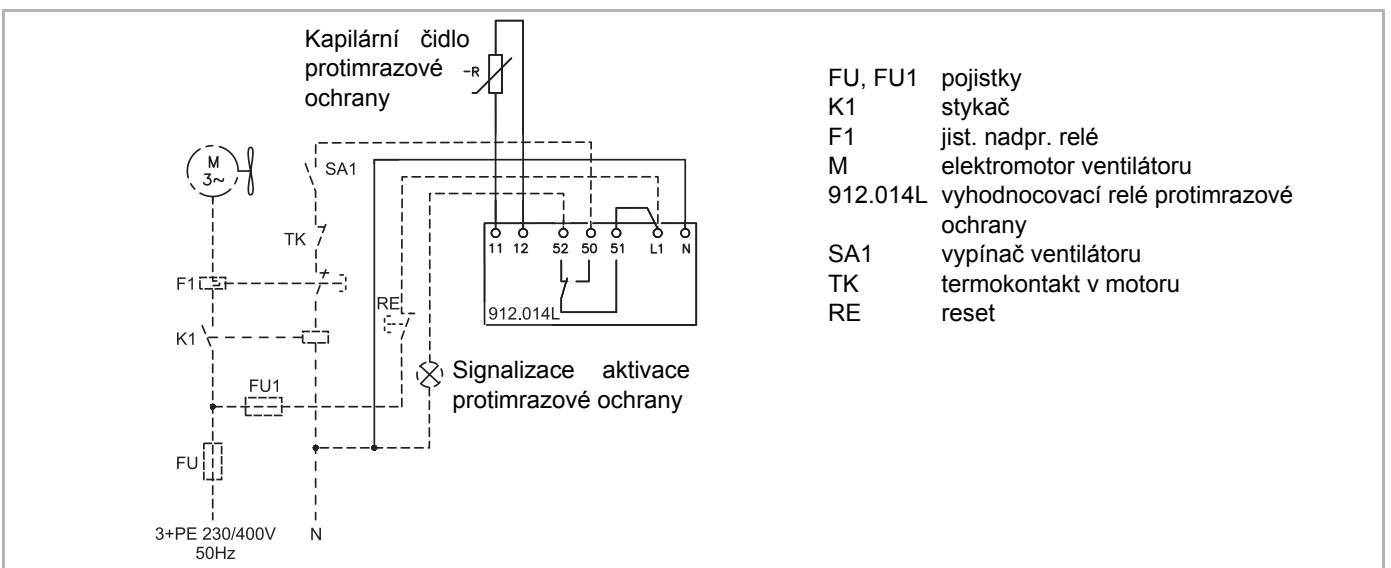 Kapilární čidlo
protimrazové
ochrany
-R
M
3~
SA1
TK
F1
RE
K1
FU1
FU
3+PE 230/400V
50Hz
N
11 12 52 50 51 L1 N
912.014L
Signalizace aktivace
protimrazové ochrany
FU, FU1 pojistky
K1 stykač
F1 jist. nadpr. relé
M elektromotor ventilátoru
912.014L vyhodnocovací relé protimrazové
ochrany
SA1 vypínač ventilátoru
TK termokontakt v motoru
RE reset